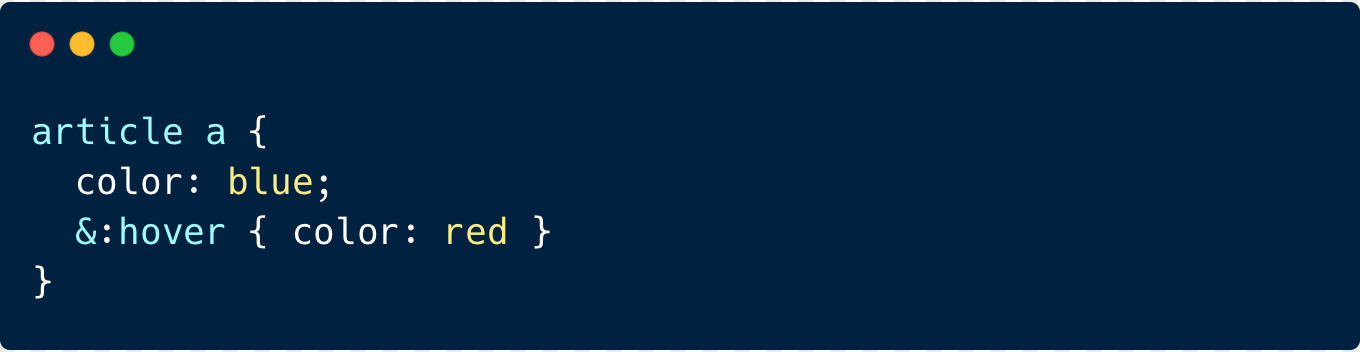 article a {
  color: blue;
  &:hover { color: red }
}